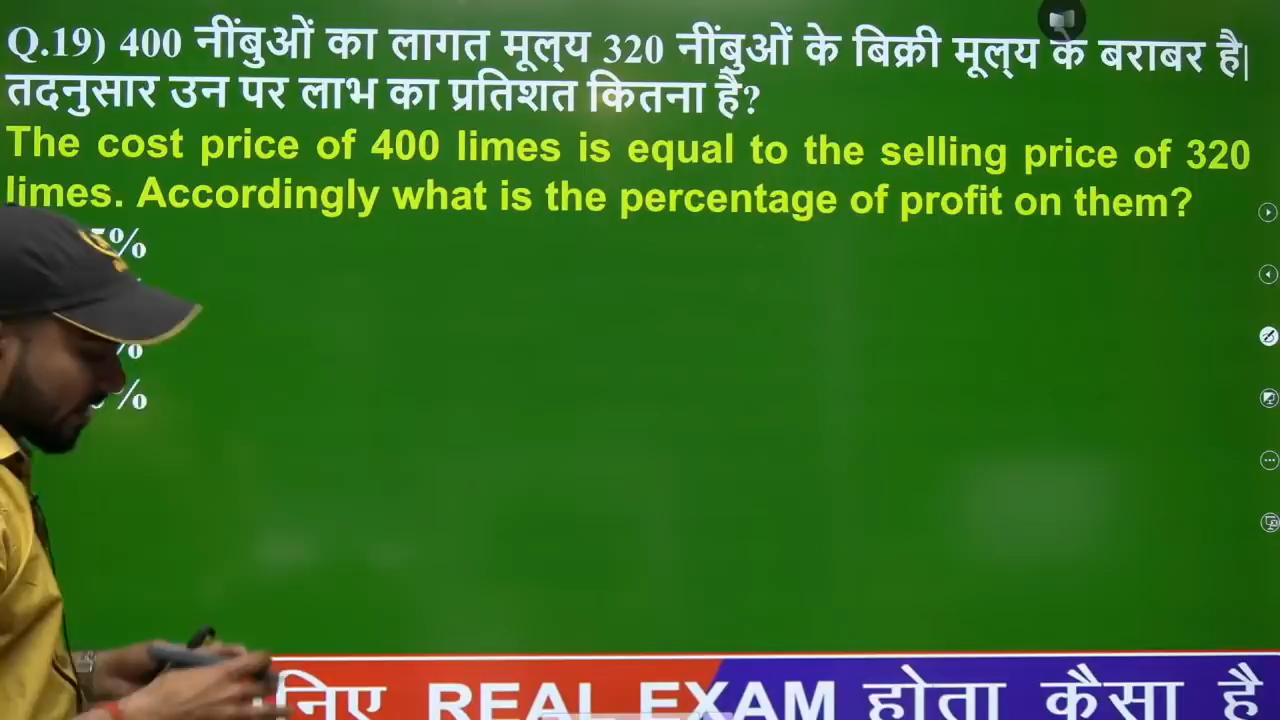 Q.19) 400 नींबुओं का लागत मूल्य 320 नींबुओं के बिक्री मूल्य के बराबर है|
तदनुसार उन पर लाभ का प्रतिशत कितना है?
The cost price of 400 limes is equal to the selling price of 320
limes. Accordingly what is the percentage of profit on them?
%
%
%
REAL EXAM होता कैसा है